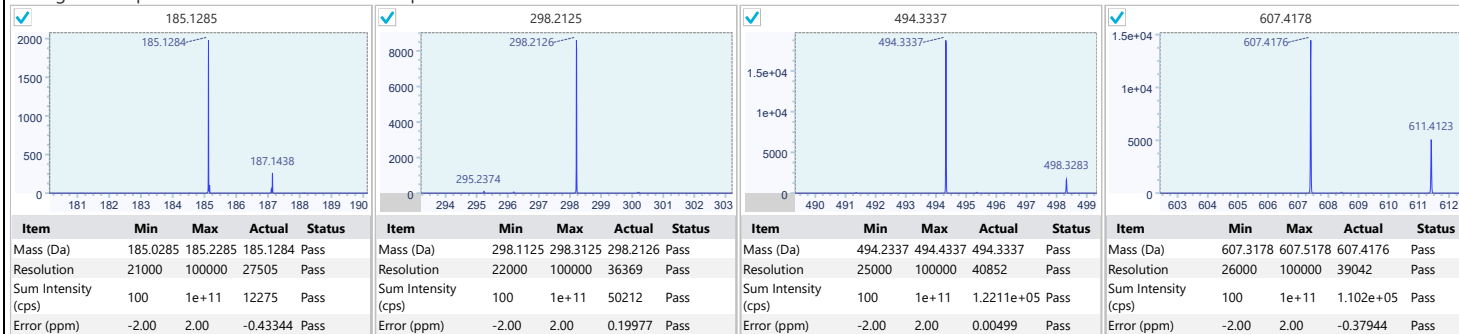 185.1285
2000
1500
1000
500
0
185.1284
187.1438
181 182 183 184 185 186 187 188 189 190
Item Min Max Actual Status
Mass (Da) 185.0285 185.2285 185.1284 Pass
Resolution 21000 100000 27505 Pass
Sum Intensity (cps) 100 1e+11 12275 Pass
Error (ppm) -2.00 2.00 -0.43344 Pass
298.2125
8000
6000
4000
2000
0
298.2126
295.2374
294 295 296 297 298 299 300 301 302 303
Item Min Max Actual Status
Mass (Da) 298.1125 298.3125 298.2126 Pass
Resolution 22000 100000 36369 Pass
Sum Intensity (cps) 100 1e+11 50212 Pass
Error (ppm) -2.00 2.00 0.19977 Pass
494.3337
1.5e+04
1e+04
5000
0
494.3337
498.3283
490 491 492 493 494 495 496 497 498 499
Item Min Max Actual Status
Mass (Da) 494.2337 494.4337 494.3337 Pass
Resolution 25000 100000 40852 Pass
Sum Intensity (cps) 100 1e+11 1.2211e+05 Pass
Error (ppm) -2.00 2.00 0.00499 Pass
607.4178
1.5e+04
1e+04
5000
0
607.4176
611.4123
603 604 605 606 607 608 609 610 611 612
Item Min Max Actual Status
Mass (Da) 607.3178 607.5178 607.4176 Pass
Resolution 26000 100000 39042 Pass
Sum Intensity (cps) 100 1e+11 1.102e+05 Pass
Error (ppm) -2.00 2.00 -0.37944 Pass